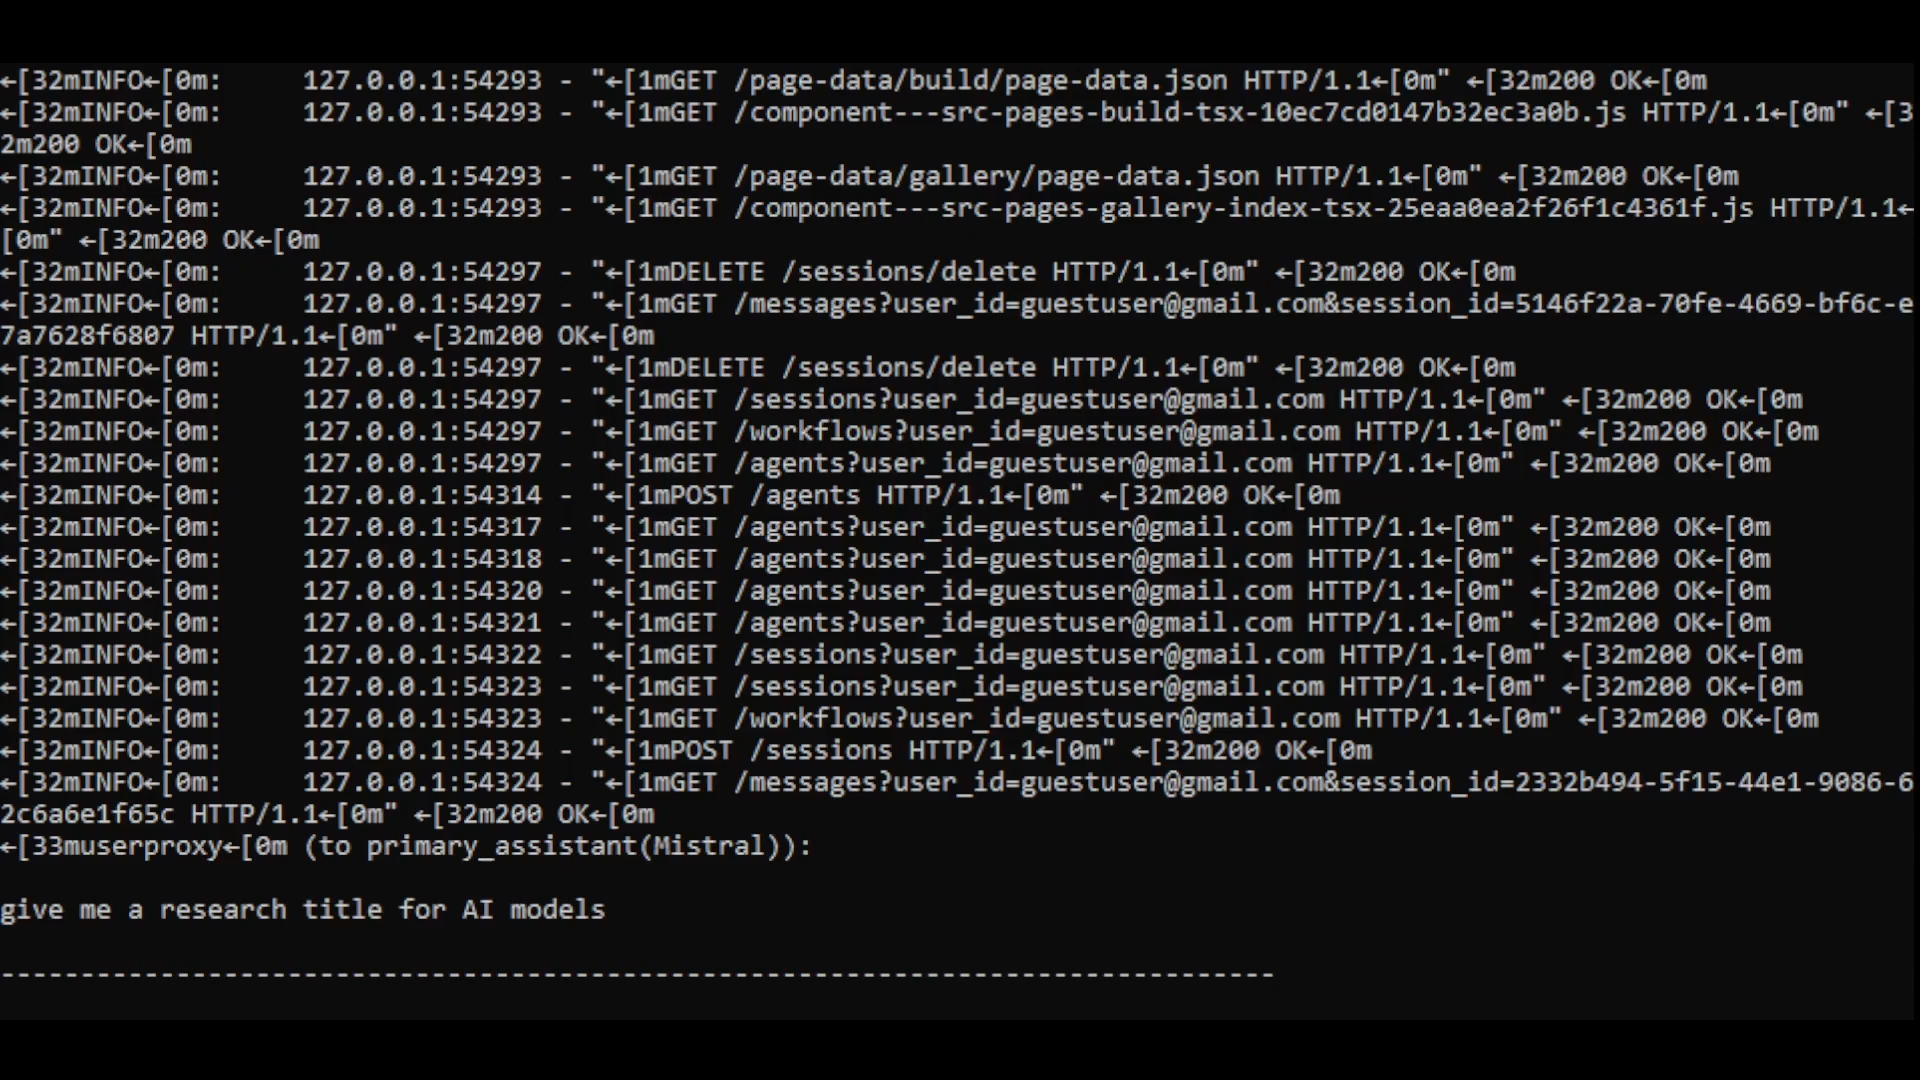 ←[32mINFO←[0m:     127.0.0.1:54293 - "←[1mGET /page-data/build/page-data.json HTTP/1.1←[0m" ←[32m200 OK←[0m
←[32mINFO←[0m:     127.0.0.1:54293 - "←[1mGET /component---src-pages-build-tsx-10ec7cd0147b32ec3a0b.js HTTP/1.1←[0m" ←[3
2m200 OK←[0m
←[32mINFO←[0m:     127.0.0.1:54293 - "←[1mGET /page-data/gallery/page-data.json HTTP/1.1←[0m" ←[32m200 OK←[0m
←[32mINFO←[0m:     127.0.0.1:54293 - "←[1mGET /component---src-pages-gallery-index-tsx-25eaa0ea2f26f1c4361f.js HTTP/1.1←
[0m" ←[32m200 OK←[0m
←[32mINFO←[0m:     127.0.0.1:54297 - "←[1mDELETE /sessions/delete HTTP/1.1←[0m" ←[32m200 OK←[0m
←[32mINFO←[0m:     127.0.0.1:54297 - "←[1mGET /messages?user_id=guestuser@gmail.com&session_id=5146f22a-70fe-4669-bf6c-e
7a7628f6807 HTTP/1.1←[0m" ←[32m200 OK←[0m
←[32mINFO←[0m:     127.0.0.1:54297 - "←[1mDELETE /sessions/delete HTTP/1.1←[0m" ←[32m200 OK←[0m
←[32mINFO←[0m:     127.0.0.1:54297 - "←[1mGET /sessions?user_id=guestuser@gmail.com HTTP/1.1←[0m" ←[32m200 OK←[0m
←[32mINFO←[0m:     127.0.0.1:54297 - "←[1mGET /workflows?user_id=guestuser@gmail.com HTTP/1.1←[0m" ←[32m200 OK←[0m
←[32mINFO←[0m:     127.0.0.1:54297 - "←[1mGET /agents?user_id=guestuser@gmail.com HTTP/1.1←[0m" ←[32m200 OK←[0m
←[32mINFO←[0m:     127.0.0.1:54314 - "←[1mPOST /agents HTTP/1.1←[0m" ←[32m200 OK←[0m
←[32mINFO←[0m:     127.0.0.1:54317 - "←[1mGET /agents?user_id=guestuser@gmail.com HTTP/1.1←[0m" ←[32m200 OK←[0m
←[32mINFO←[0m:     127.0.0.1:54318 - "←[1mGET /agents?user_id=guestuser@gmail.com HTTP/1.1←[0m" ←[32m200 OK←[0m
←[32mINFO←[0m:     127.0.0.1:54320 - "←[1mGET /agents?user_id=guestuser@gmail.com HTTP/1.1←[0m" ←[32m200 OK←[0m
←[32mINFO←[0m:     127.0.0.1:54321 - "←[1mGET /agents?user_id=guestuser@gmail.com HTTP/1.1←[0m" ←[32m200 OK←[0m
←[32mINFO←[0m:     127.0.0.1:54322 - "←[1mGET /sessions?user_id=guestuser@gmail.com HTTP/1.1←[0m" ←[32m200 OK←[0m
←[32mINFO←[0m:     127.0.0.1:54323 - "←[1mGET /sessions?user_id=guestuser@gmail.com HTTP/1.1←[0m" ←[32m200 OK←[0m
←[32mINFO←[0m:     127.0.0.1:54323 - "←[1mGET /workflows?user_id=guestuser@gmail.com HTTP/1.1←[0m" ←[32m200 OK←[0m
←[32mINFO←[0m:     127.0.0.1:54324 - "←[1mPOST /sessions HTTP/1.1←[0m" ←[32m200 OK←[0m
←[32mINFO←[0m:     127.0.0.1:54324 - "←[1mGET /messages?user_id=guestuser@gmail.com&session_id=2332b494-5f15-44e1-9086-6
2c6a6e1f65c HTTP/1.1←[0m" ←[32m200 OK←[0m
←[33muserproxy←[0m (to primary_assistant(Mistral)):
give me a research title for AI models
--------------------------------------------------------------------------------